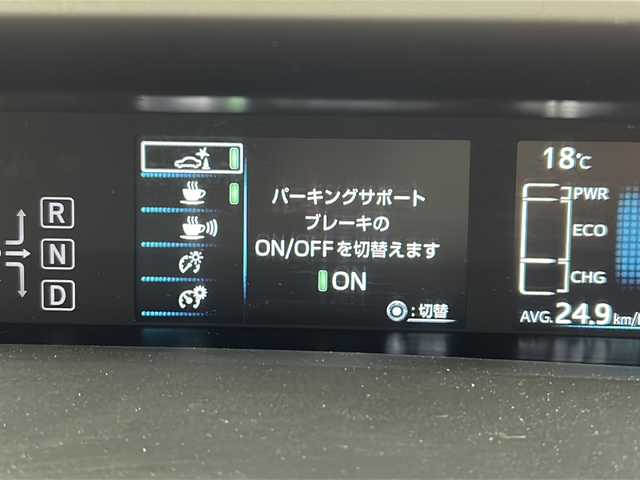 R
N
D
パーキングサポート
ブレーキの
ON/OFFを切替えます
ON
:切替
18℃
PWR
ECO
CHG
AVG. 24.9 km/